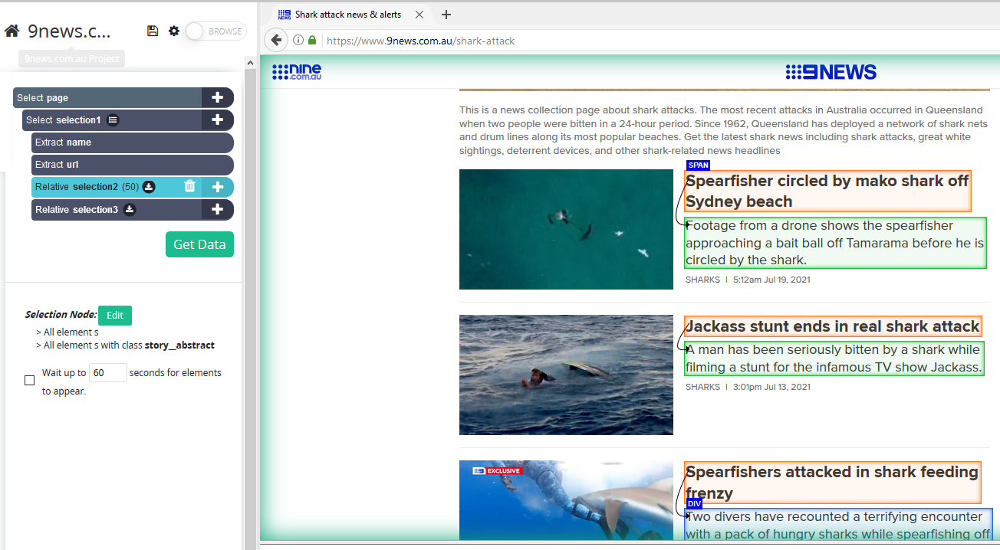 9news.c...
BROWSE
9news.com.au Project
Select page
Select selection1
Extract name
Extract url
Relative selection2 (50)
Relative selection3
Get Data
Selection Node: Edit
> All element s
> All element s with class story__abstract
Wait up to 60 seconds for elements
to appear.
Shark attack news & alerts
https://www.9news.com.au/shark-attack
nine
.com.au
9NEWS
This is a news collection page about shark attacks. The most recent attacks in Australia occurred in Queensland
when two people were bitten in a 24-hour period. Since 1962, Queensland has deployed a network of shark nets
and drum lines along its most popular beaches. Get the latest shark news including shark attacks, great white
sightings, deterrent devices, and other shark-related news headlines
SPAN
Spearfisher circled by mako shark off
Sydney beach
Footage from a drone shows the spearfisher
approaching a bait ball off Tamarama before he is
circled by the shark.
SHARKS | 5:12am Jul 19, 2021
Jackass stunt ends in real shark attack
A man has been seriously bitten by a shark while
filming a stunt for the infamous TV show Jackass.
SHARKS | 3:01pm Jul 13, 2021
9NEWS EXCLUSIVE
Spearfishers attacked in shark feeding
frenzy
DIV
Two divers have recounted a terrifying encounter
with a pack of hungry sharks while spearfishing off